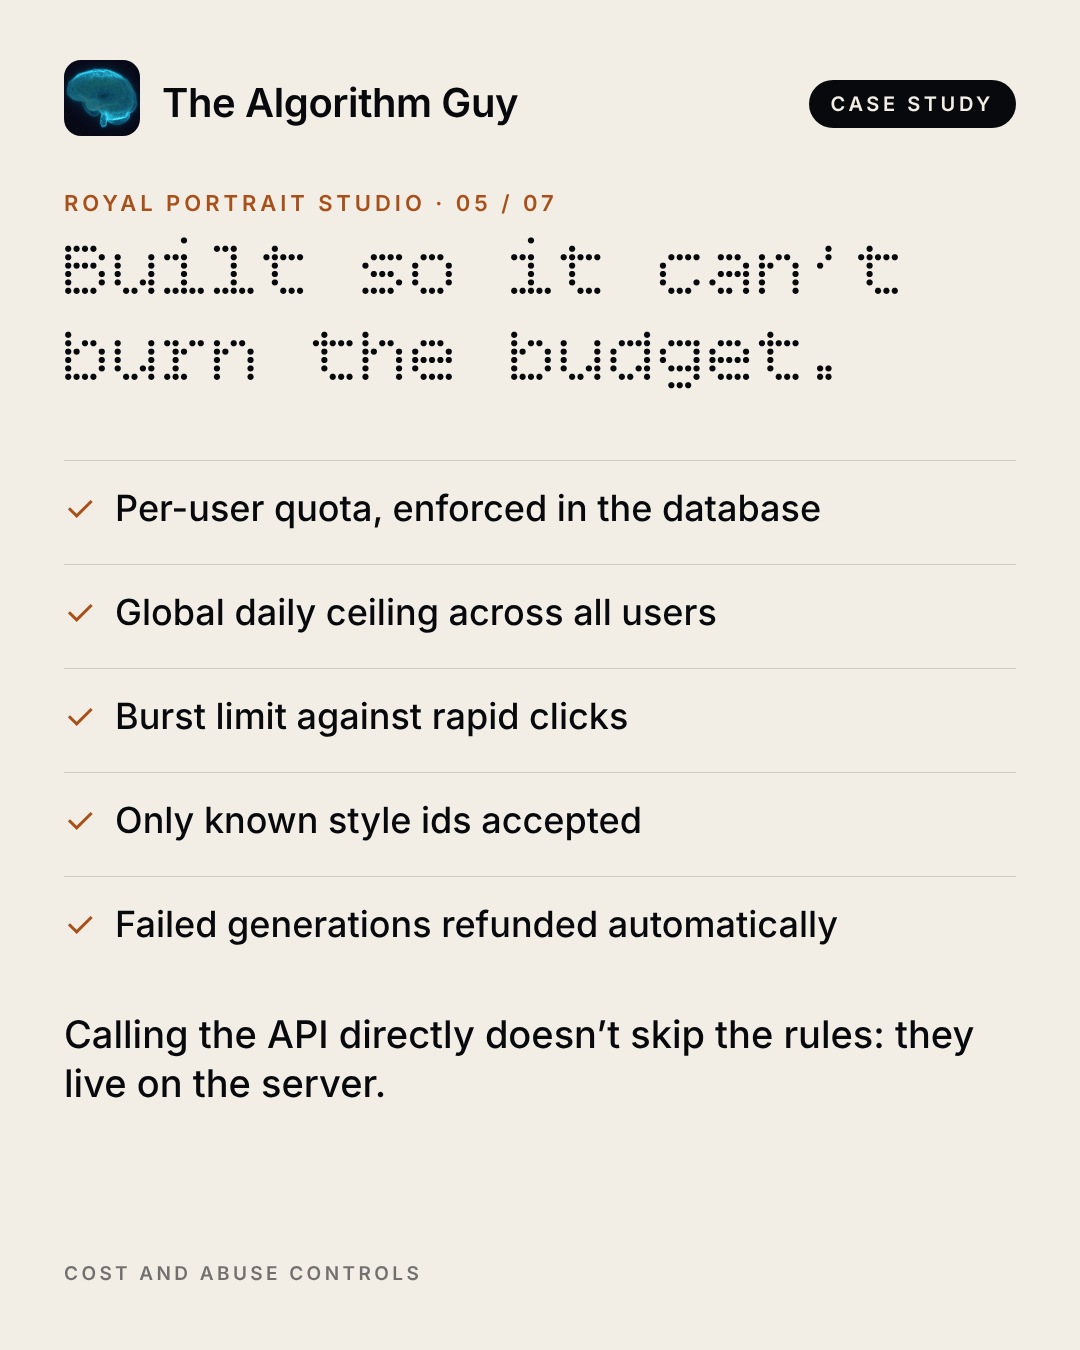 The Algorithm Guy
CASE STUDY
ROYAL PORTRAIT STUDIO · 05 / 07
Built so it can’t
burn the budget.
Per-user quota, enforced in the database
Global daily ceiling across all users
Burst limit against rapid clicks
Only known style ids accepted
Failed generations refunded automatically
Calling the API directly doesn’t skip the rules: they
live on the server.
COST AND ABUSE CONTROLS